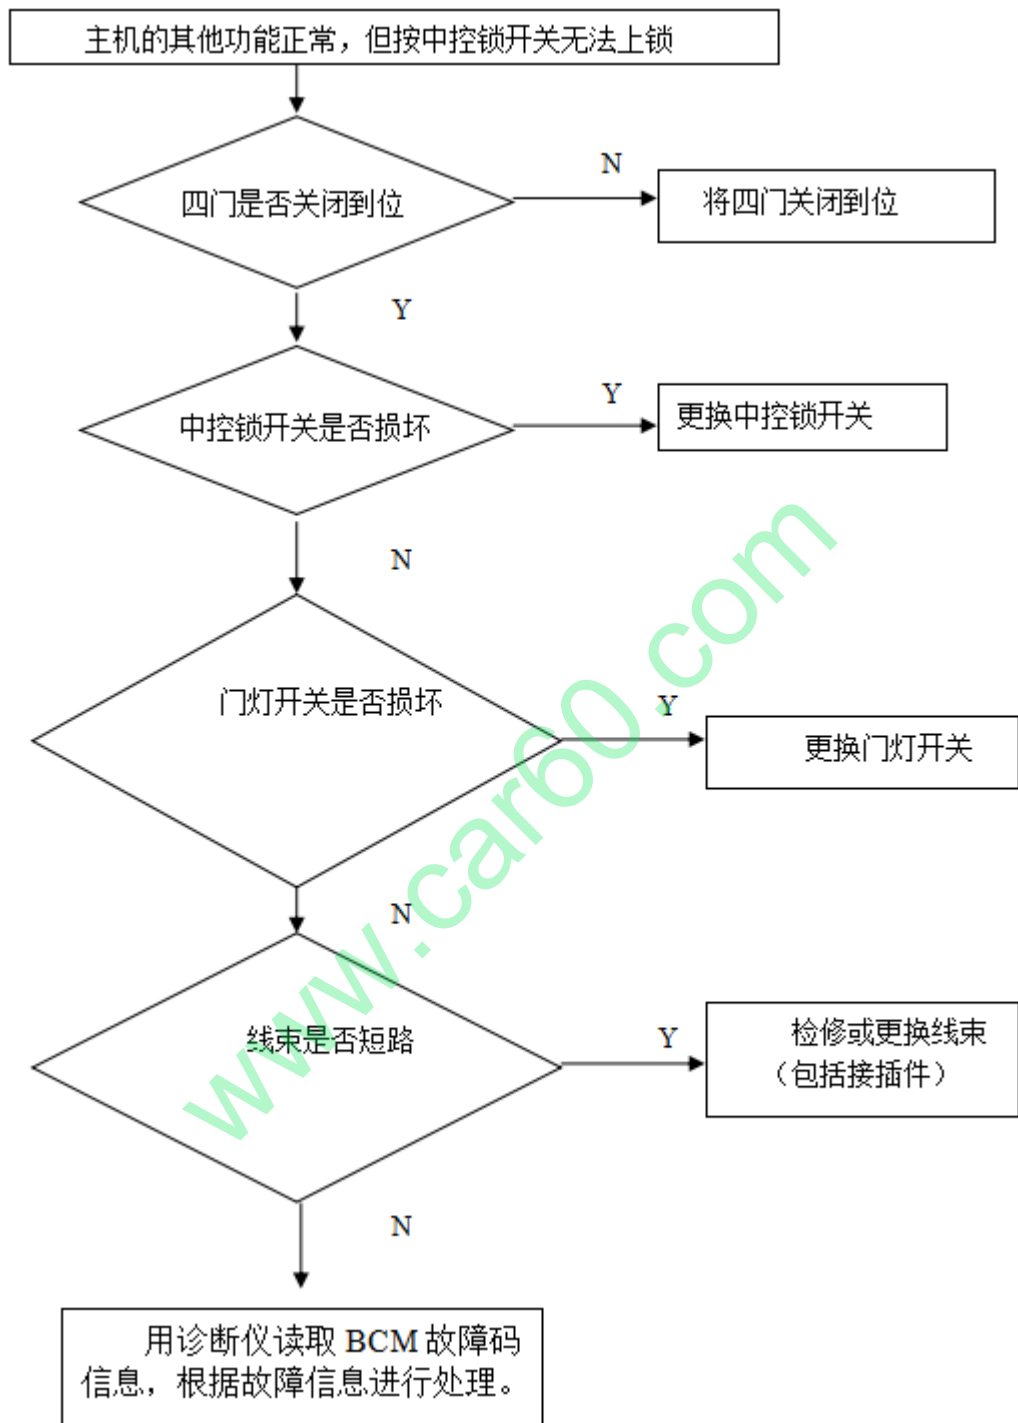 主机的其他功能正常，但按中控锁开关无法上锁
四门是否关闭到位
N
将四门关闭到位
Y
中控锁开关是否损坏
Y
更换中控锁开关
N
门灯开关是否损坏
Y
更换门灯开关
N
线束是否短路
Y
检修或更换线束
（包括接插件）
N
用诊断仪读取 BCM 故障码
信息，根据故障信息进行处理。
www.car60.com